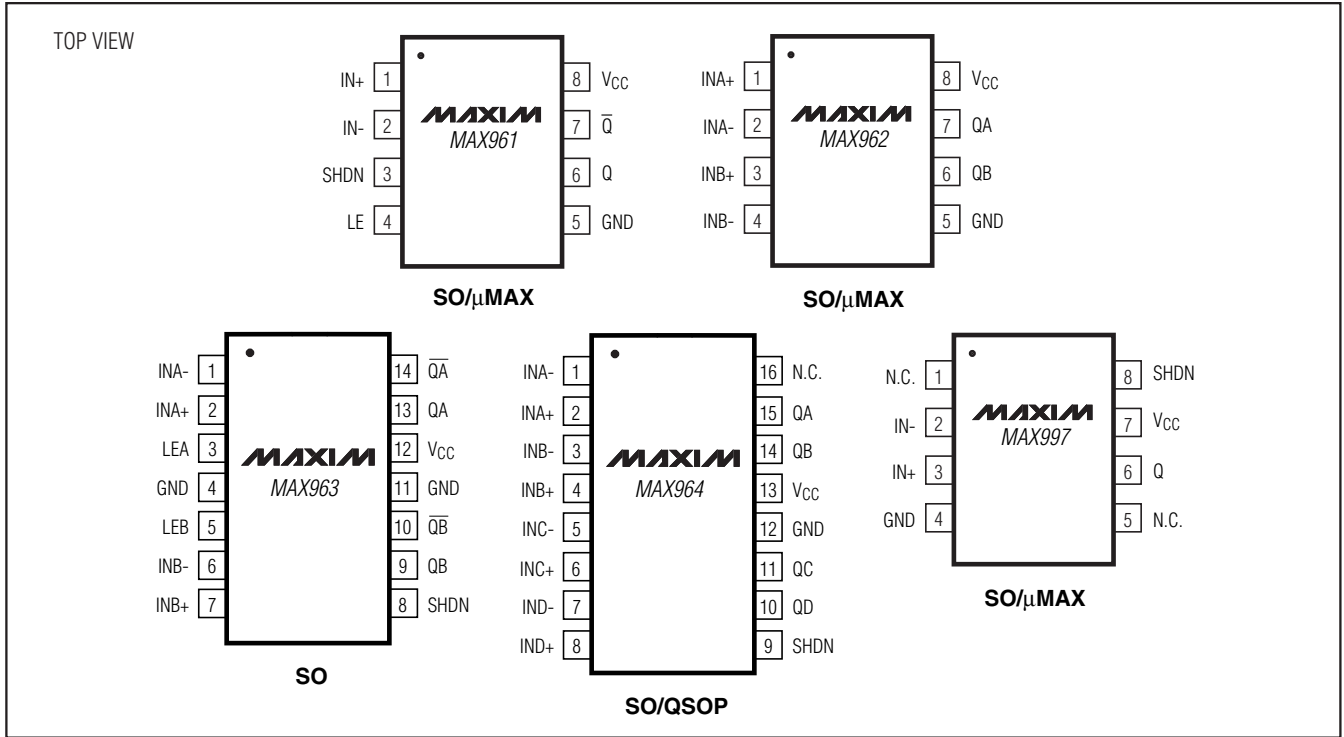 TOP VIEW
IN+ 1 8 VCC
IN- 2 7 Q̅
SHDN 3 6 Q
LE 4 5 GND
MAXIM
MAX961
SO/µMAX
INA+ 1 8 VCC
INA- 2 7 QA
INB+ 3 6 QB
INB- 4 5 GND
MAXIM
MAX962
SO/µMAX
INA- 1 14 Q̅A̅
INA+ 2 13 QA
LEA 3 12 VCC
GND 4 11 GND
LEB 5 10 Q̅B̅
INB- 6 9 QB
INB+ 7 8 SHDN
MAXIM
MAX963
SO
INA- 1 16 N.C.
INA+ 2 15 QA
INB- 3 14 QB
INB+ 4 13 VCC
INC- 5 12 GND
INC+ 6 11 QC
IND- 7 10 QD
IND+ 8 9 SHDN
MAXIM
MAX964
SO/QSOP
N.C. 1 8 SHDN
IN- 2 7 VCC
IN+ 3 6 Q
GND 4 5 N.C.
MAXIM
MAX997
SO/µMAX